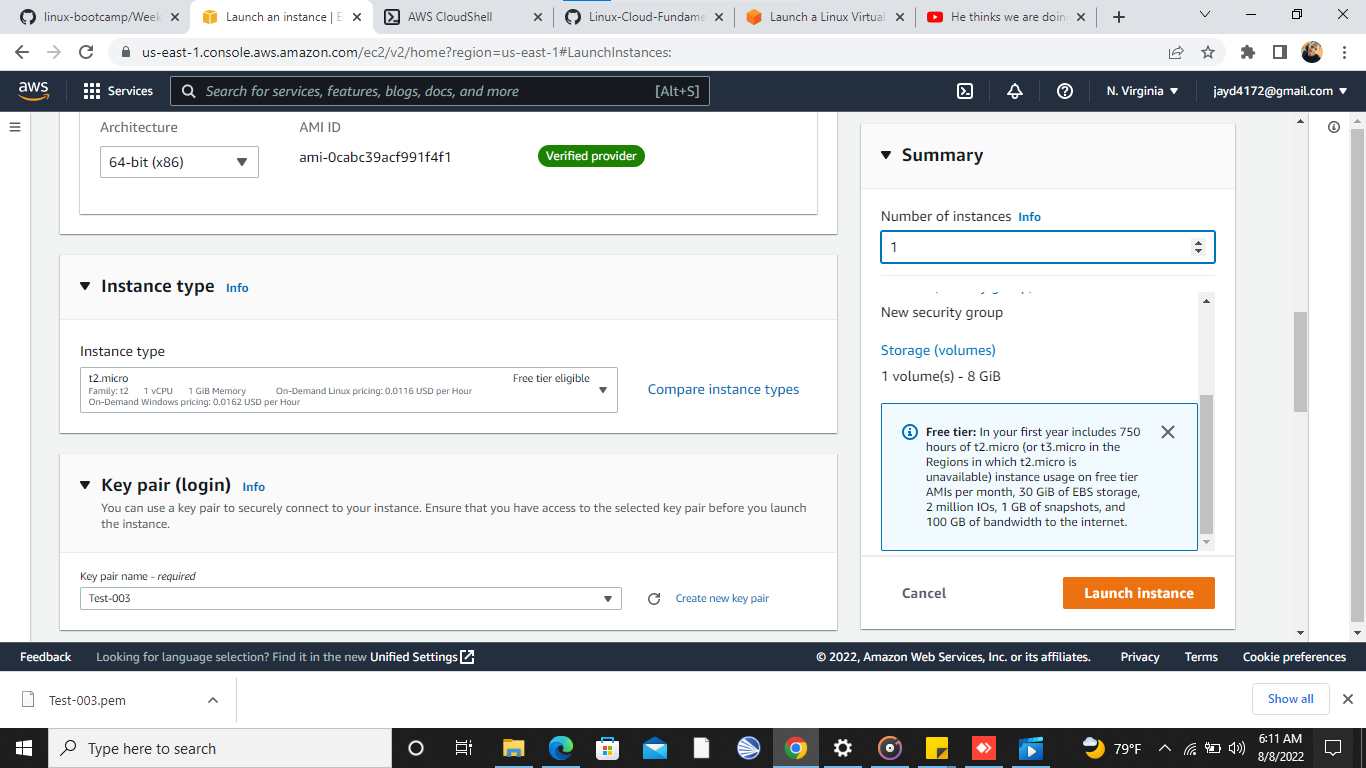 linux-bootcamp/Week
Launch an instance | E
AWS CloudShell
Linux-Cloud-Fundame
Launch a Linux Virtual
He thinks we are doin
us-east-1.console.aws.amazon.com/ec2/v2/home?region=us-east-1#LaunchInstances:
aws
Services
Search for services, features, blogs, docs, and more
[Alt+S]
N. Virginia
jayd4172@gmail.com
Architecture
AMI ID
64-bit (x86)
ami-0cabc39acf991f4f1
Verified provider
Instance type Info
Instance type
t2.micro
Free tier eligible
Family: t2 1 vCPU 1 GiB Memory On-Demand Linux pricing: 0.0116 USD per Hour
On-Demand Windows pricing: 0.0162 USD per Hour
Compare instance types
Key pair (login) Info
You can use a key pair to securely connect to your instance. Ensure that you have access to the selected key pair before you launch
the instance.
Key pair name - required
Test-003
Create new key pair
Summary
Number of instances Info
1
New security group
Storage (volumes)
1 volume(s) - 8 GiB
Free tier: In your first year includes 750
hours of t2.micro (or t3.micro in the
Regions in which t2.micro is
unavailable) instance usage on free tier
AMIs per month, 30 GiB of EBS storage,
2 million IOs, 1 GB of snapshots, and
100 GB of bandwidth to the internet.
Cancel
Launch instance
Feedback
Looking for language selection? Find it in the new Unified Settings
© 2022, Amazon Web Services, Inc. or its affiliates.
Privacy
Terms
Cookie preferences
Test-003.pem
Show all
Type here to search
79°F
6:11 AM
8/8/2022